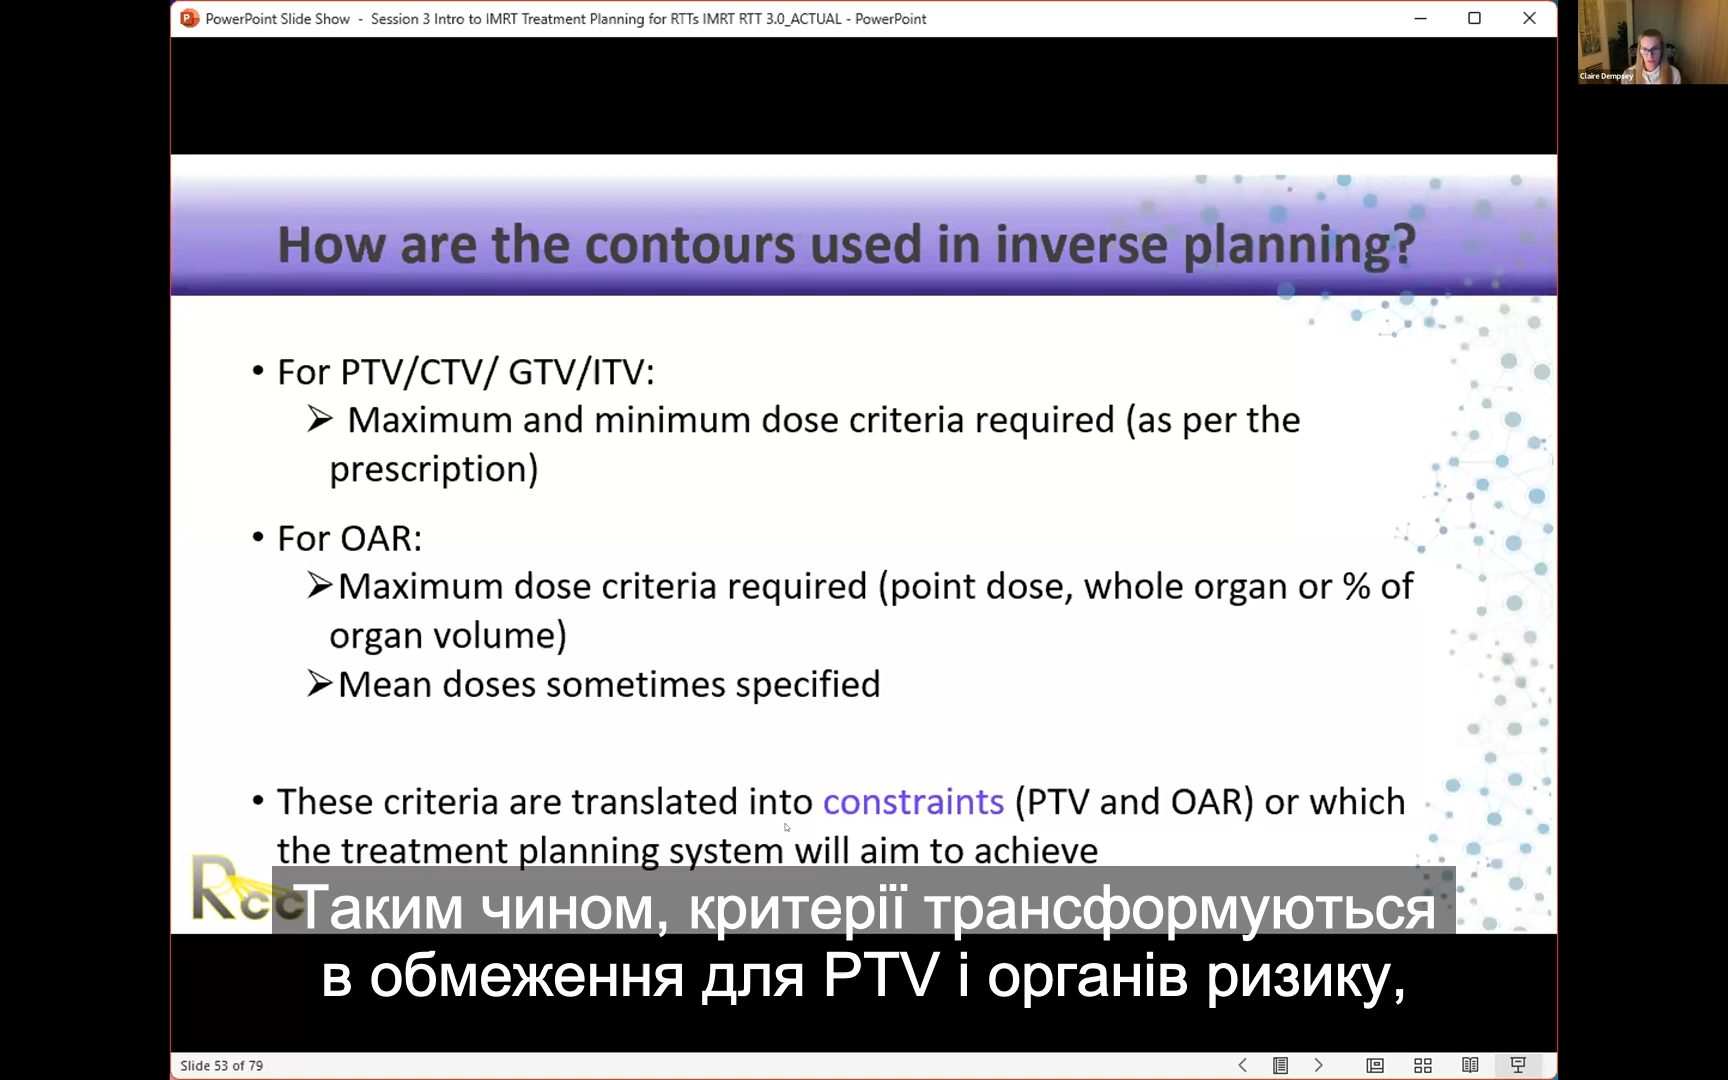 PowerPoint Slide Show - Session 3 Intro to IMRT Treatment Planning for RTTs IMRT RTT 3.0_ACTUAL - PowerPoint
Claire Dempsey
How are the contours used in inverse planning?
• For PTV/CTV/ GTV/ITV:
➢ Maximum and minimum dose criteria required (as per the
prescription)
• For OAR:
➢Maximum dose criteria required (point dose, whole organ or % of
organ volume)
➢Mean doses sometimes specified
• These criteria are translated into constraints (PTV and OAR) or which
the treatment planning system will aim to achieve
Rcc
Таким чином, критерії трансформуються
в обмеження для PTV і органів ризику,
Slide 53 of 79